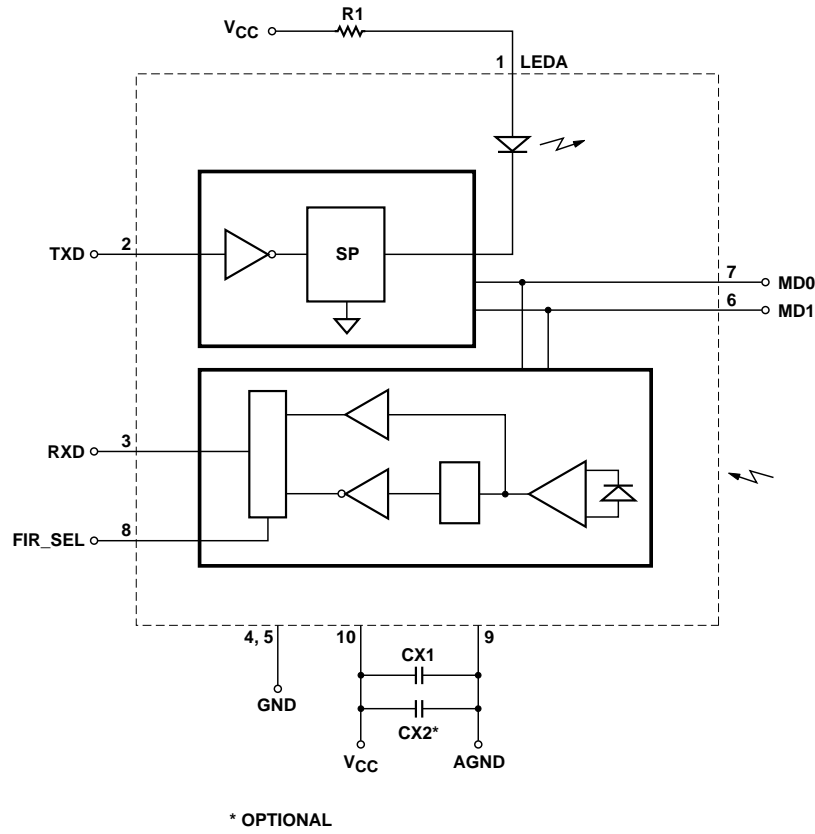 R1
VCC
1 LEDA
TXD 2
SP
7 MD0
6 MD1
RXD 3
FIR_SEL 8
4, 5
10
9
CX1
GND
CX2*
VCC
AGND
* OPTIONAL